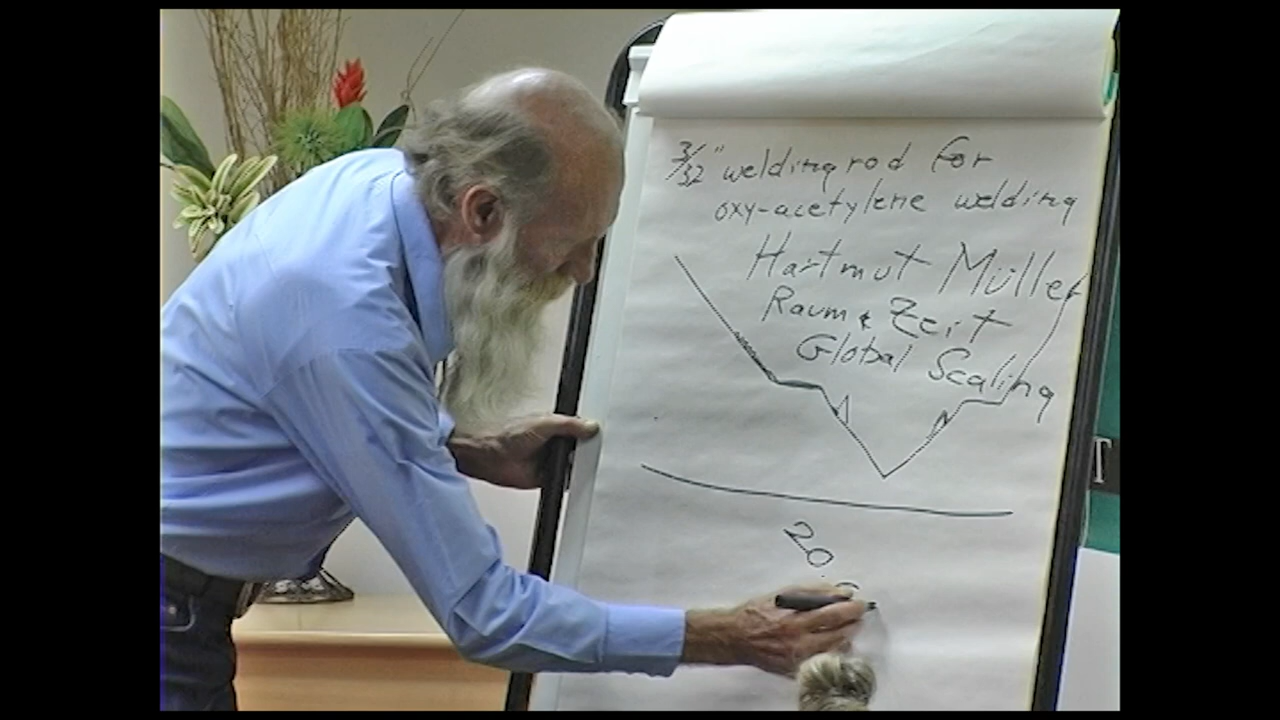 3/32" welding rod for
oxy-acetylene welding
Hartmut Müller
Raum & Zeit
Global Scaling
20
T